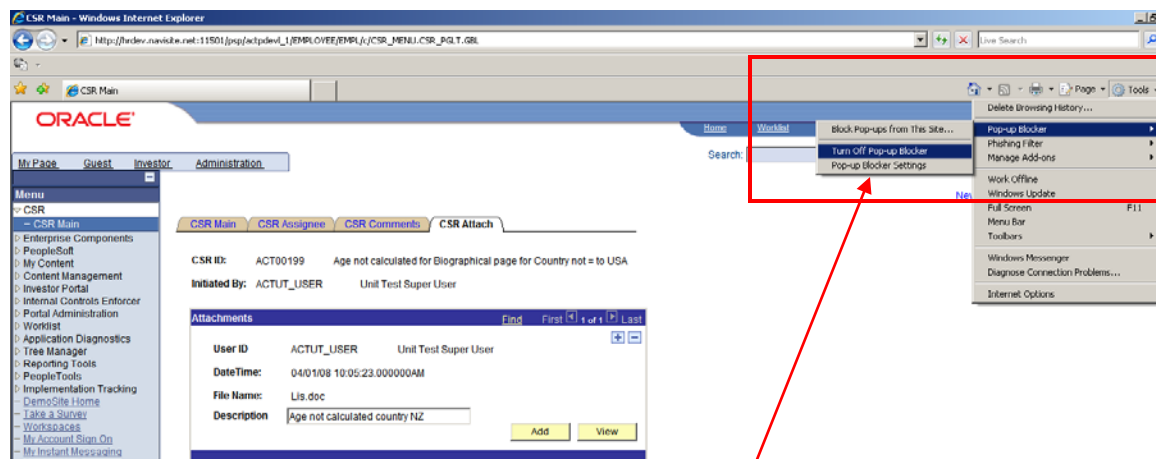 CSR Main - Windows Internet Explorer
http://hrdev.navisite.net:11501/psp/actpdevl_1/EMPLOYEE/EMPL/c/CSR_MENU.CSR_PGLT.GBL
Live Search
CSR Main
Page
Tools
ORACLE'
Home Worklist
Search:
My Page Guest Investor Administration
Delete Browsing History...
Pop-up Blocker
Phishing Filter
Manage Add-ons
Work Offline
Windows Update
Full Screen F11
Menu Bar
Toolbars
Windows Messenger
Diagnose Connection Problems...
Internet Options
Block Pop-ups from This Site...
Turn Off Pop-up Blocker
Pop-up Blocker Settings
Menu
CSR
– CSR Main
Enterprise Components
PeopleSoft
My Content
Content Management
Investor Portal
Internal Controls Enforcer
Portal Administration
Worklist
Application Diagnostics
Tree Manager
Reporting Tools
PeopleTools
Implementation Tracking
– DemoSite Home
– Take a Survey
– Workspaces
– My Account Sign On
– My Instant Messaging
CSR Main CSR Assignee CSR Comments CSR Attach
CSR ID: ACT00199 Age not calculated for Biographical page for Country not = to USA
Initiated By: ACTUT_USER Unit Test Super User
Attachments Find First 1 of 1 Last
User ID ACTUT_USER Unit Test Super User
DateTime: 04/01/08 10:05:23.000000AM
File Name: Lis.doc
Description Age not calculated country NZ
Add View